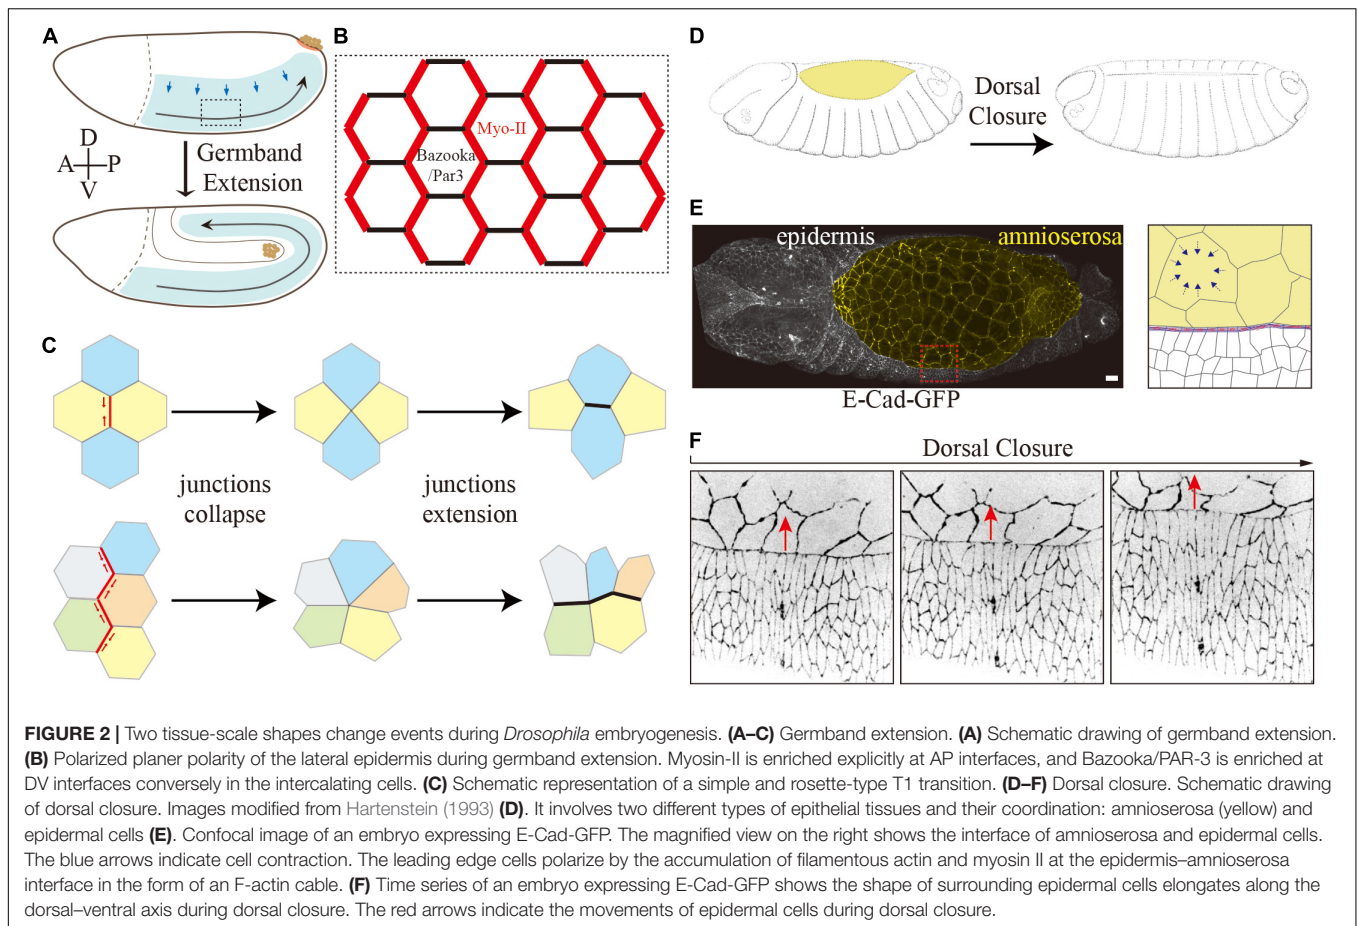 A
D
A P
V
Germband
Extension
B
Myo-II
Bazooka
/Par3
C
junctions
collapse
junctions
extension
D
Dorsal
Closure
E
epidermis
amnioserosa
E-Cad-GFP
F
Dorsal Closure
FIGURE 2 | Two tissue-scale shapes change events during Drosophila embryogenesis. (A–C) Germband extension. (A) Schematic drawing of germband extension.
(B) Polarized planer polarity of the lateral epidermis during germband extension. Myosin-II is enriched explicitly at AP interfaces, and Bazooka/PAR-3 is enriched at
DV interfaces conversely in the intercalating cells. (C) Schematic representation of a simple and rosette-type T1 transition. (D–F) Dorsal closure. Schematic drawing
of dorsal closure. Images modified from Hartenstein (1993) (D). It involves two different types of epithelial tissues and their coordination: amnioserosa (yellow) and
epidermal cells (E). Confocal image of an embryo expressing E-Cad-GFP. The magnified view on the right shows the interface of amnioserosa and epidermal cells.
The blue arrows indicate cell contraction. The leading edge cells polarize by the accumulation of filamentous actin and myosin II at the epidermis–amnioserosa
interface in the form of an F-actin cable. (F) Time series of an embryo expressing E-Cad-GFP shows the shape of surrounding epidermal cells elongates along the
dorsal–ventral axis during dorsal closure. The red arrows indicate the movements of epidermal cells during dorsal closure.